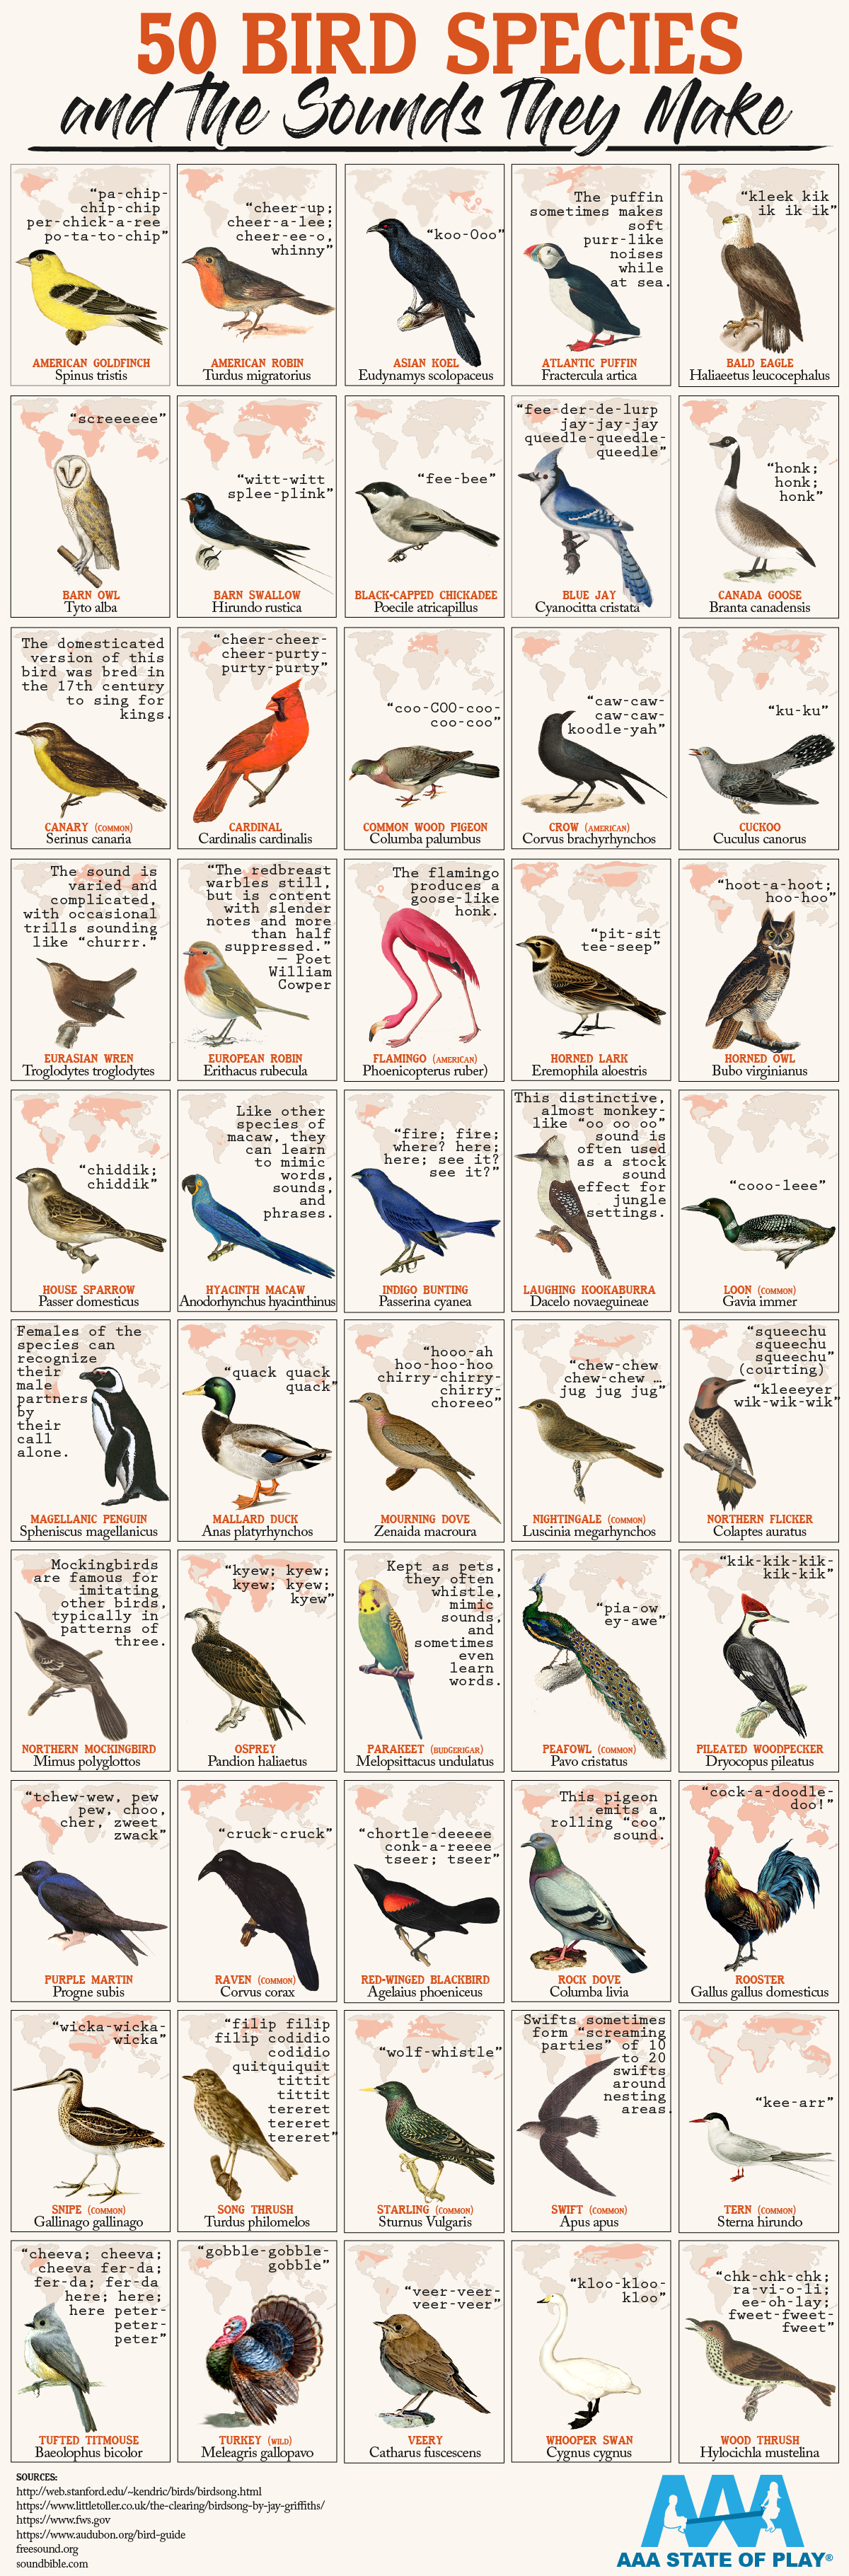 50 BIRD SPECIES
and the Sounds They Make
“pa-chip-
chip-chip
per-chick-a-ree
po-ta-to-chip”
AMERICAN GOLDFINCH
Spinus tristis
“cheer-up;
cheer-a-lee;
cheer-ee-o,
whinny”
AMERICAN ROBIN
Turdus migratorius
“koo-Ooo”
ASIAN KOEL
Eudynamys scolopaceus
The puffin
sometimes makes
soft
purr-like
noises
while
at sea.
ATLANTIC PUFFIN
Fractercula artica
“kleek kik
ik ik ik”
BALD EAGLE
Haliaeetus leucocephalus
“screeeeee”
BARN OWL
Tyto alba
“witt-witt
splee-plink”
BARN SWALLOW
Hirundo rustica
“fee-bee”
BLACK-CAPPED CHICKADEE
Poecile atricapillus
“fee-der-de-lurp
jay-jay-jay
queedle-queedle-
queedle”
BLUE JAY
Cyanocitta cristata
“honk;
honk;
honk”
CANADA GOOSE
Branta canadensis
The domesticated
version of this
bird was bred in
the 17th century
to sing for
kings.
CANARY (COMMON)
Serinus canaria
“cheer-cheer-
cheer-purty-
purty-purty”
CARDINAL
Cardinalis cardinalis
“coo-COO-coo-
coo-coo”
COMMON WOOD PIGEON
Columba palumbus
“caw-caw-
caw-caw-
koodle-yah”
CROW (AMERICAN)
Corvus brachyrhynchos
“ku-ku”
CUCKOO
Cuculus canorus
The sound is
varied and
complicated,
with occasional
trills sounding
like “churrr.”
EURASIAN WREN
Troglodytes troglodytes
“The redbreast
warbles still,
but is content
with slender
notes and more
than half
suppressed.”
— Poet
William
Cowper
EUROPEAN ROBIN
Erithacus rubecula
The flamingo
produces a
goose-like
honk.
FLAMINGO (AMERICAN)
Phoenicopterus ruber)
“pit-sit
tee-seep”
HORNED LARK
Eremophila aloestris
“hoot-a-hoot;
hoo-hoo”
HORNED OWL
Bubo virginianus
“chiddik;
chiddik”
HOUSE SPARROW
Passer domesticus
Like other
species of
macaw, they
can learn
to mimic
words,
sounds,
and
phrases.
HYACINTH MACAW
Anodorhynchus hyacinthinus
“fire; fire;
where? here;
here; see it?
see it?”
INDIGO BUNTING
Passerina cyanea
This distinctive,
almost monkey-
like “oo oo oo”
sound is
often used
as a stock
sound
effect for
jungle
settings.
LAUGHING KOOKABURRA
Dacelo novaeguineae
“cooo-leee”
LOON (COMMON)
Gavia immer
Females of the
species can
recognize
their
male
partners
by
their
call
alone.
MAGELLANIC PENGUIN
Spheniscus magellanicus
“quack quack
quack”
MALLARD DUCK
Anas platyrhynchos
“hooo-ah
hoo-hoo-hoo
chirry-chirry-
chirry-
choreeo”
MOURNING DOVE
Zenaida macroura
“chew-chew
chew-chew …
jug jug jug”
NIGHTINGALE (COMMON)
Luscinia megarhynchos
“squeechu
squeechu
squeechu”
(courting)
“kleeeyer
wik-wik-wik”
NORTHERN FLICKER
Colaptes auratus
Mockingbirds
are famous for
imitating
other birds,
typically in
patterns of
three.
NORTHERN MOCKINGBIRD
Mimus polyglottos
“kyew; kyew;
kyew; kyew;
kyew”
OSPREY
Pandion haliaetus
Kept as pets,
they often
whistle,
mimic
sounds,
and
sometimes
even
learn
words.
PARAKEET (BUDGERIGAR)
Melopsittacus undulatus
“pia-ow
ey-awe”
PEAFOWL (COMMON)
Pavo cristatus
“kik-kik-kik-
kik-kik”
PILEATED WOODPECKER
Dryocopus pileatus
“tchew-wew, pew
pew, choo,
cher, zweet
zwack”
PURPLE MARTIN
Progne subis
“cruck-cruck”
RAVEN (COMMON)
Corvus corax
“chortle-deeeee
conk-a-reeee
tseer; tseer”
RED-WINGED BLACKBIRD
Agelaius phoeniceus
This pigeon
emits a
rolling “coo”
sound.
ROCK DOVE
Columba livia
“cock-a-doodle-
doo!”
ROOSTER
Gallus gallus domesticus
“wicka-wicka-
wicka”
SNIPE (COMMON)
Gallinago gallinago
“filip filip
filip codidio
codidio
quitquiquit
tittit
tittit
tereret
tereret
tereret”
SONG THRUSH
Turdus philomelos
“wolf-whistle”
STARLING (COMMON)
Sturnus Vulgaris
Swifts sometimes
form “screaming
parties” of 10
to 20
swifts
around
nesting
areas.
SWIFT (COMMON)
Apus apus
“kee-arr”
TERN (COMMON)
Sterna hirundo
“cheeva; cheeva;
cheeva fer-da;
fer-da; fer-da
here; here;
here peter-
peter-
peter”
TUFTED TITMOUSE
Baeolophus bicolor
“gobble-gobble-
gobble”
TURKEY (WILD)
Meleagris gallopavo
“veer-veer-
veer-veer”
VEERY
Catharus fuscescens
“kloo-kloo-
kloo”
WHOOPER SWAN
Cygnus cygnus
“chk-chk-chk;
ra-vi-o-li;
ee-oh-lay;
fweet-fweet-
fweet”
WOOD THRUSH
Hylocichla mustelina
SOURCES:
http://web.stanford.edu/~kendric/birds/birdsong.html
https://www.littletoller.co.uk/the-clearing/birdsong-by-jay-griffiths/
https://www.fws.gov
https://www.audubon.org/bird-guide
freesound.org
soundbible.com
AAA
AAA STATE OF PLAY®